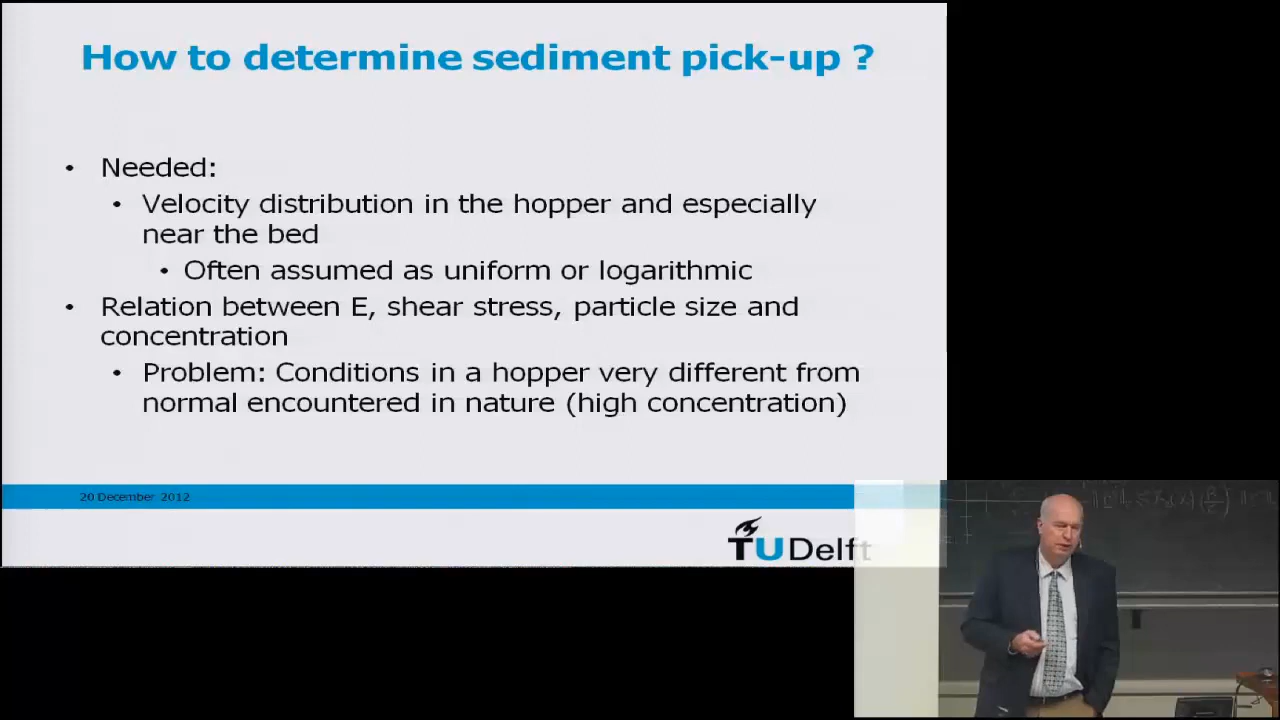 How to determine sediment pick-up ?
• Needed:
• Velocity distribution in the hopper and especially
near the bed
• Often assumed as uniform or logarithmic
• Relation between E, shear stress, particle size and
concentration
• Problem: Conditions in a hopper very different from
normal encountered in nature (high concentration)
20 December 2012
TU Delft